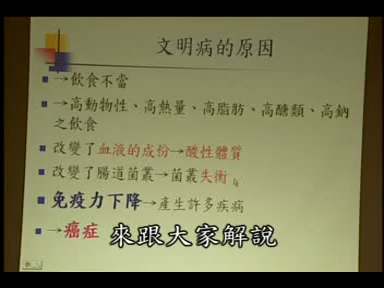 文明病的原因
→飲食不當
→高動物性、高熱量、高脂肪、高醣類、高鈉
之飲食
改變了血液的成份→酸性體質
改變了腸道菌叢→菌叢失衡
免疫力下降→產生許多疾病
→癌症
來跟大家解說